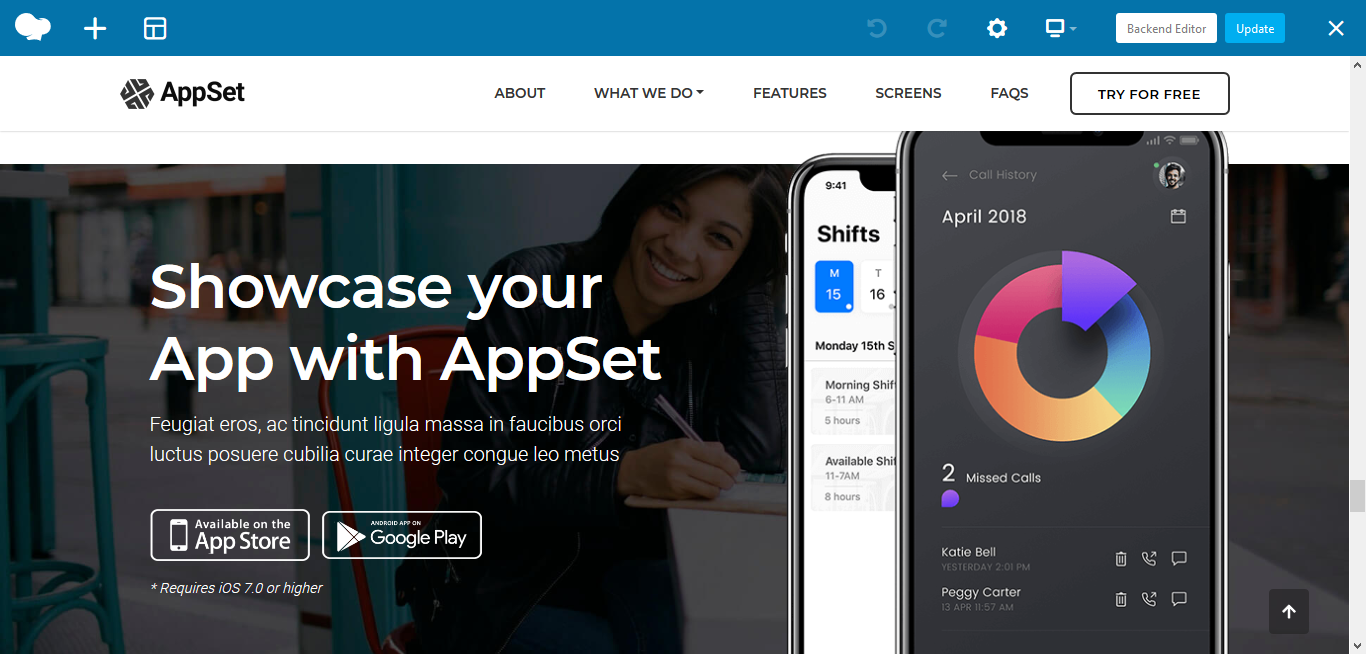 Backend Editor
Update
AppSet
ABOUT
WHAT WE DO
FEATURES
SCREENS
FAQS
TRY FOR FREE
Showcase your
App with AppSet
Feugiat eros, ac tincidunt ligula massa in faucibus orci
luctus posuere cubilia curae integer congue leo metus
Available on the
App Store
ANDROID APP ON
Google Play
* Requires iOS 7.0 or higher
9:41
Shifts
M
T
15
16
Monday 15th S
Morning Shif
6-11 AM
5 hours
Available Shif
11-7AM
8 hours
Call History
April 2018
2 Missed Calls
Katie Bell
YESTERDAY 2:01 PM
Peggy Carter
13 APR 11:57 AM